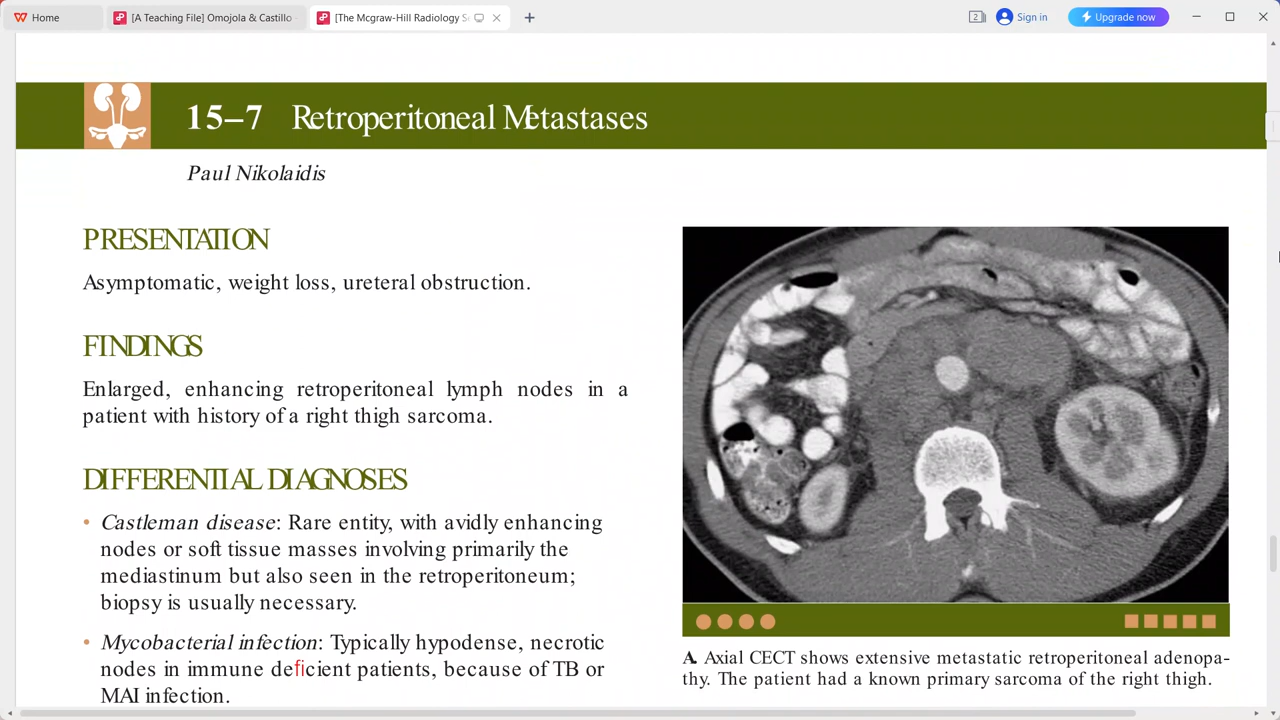 Home
[A Teaching File] Omojola & Castillo
[The Mcgraw-Hill Radiology Se
2
Sign in
Upgrade now
15–7 Retroperitoneal Metastases
Paul Nikolaidis
PRESENTATION
Asymptomatic, weight loss, ureteral obstruction.
FINDINGS
Enlarged, enhancing retroperitoneal lymph nodes in a
patient with history of a right thigh sarcoma.
DIFFERENTIAL DIAGNOSES
• Castleman disease: Rare entity, with avidly enhancing
nodes or soft tissue masses involving primarily the
mediastinum but also seen in the retroperitoneum;
biopsy is usually necessary.
• Mycobacterial infection: Typically hypodense, necrotic
nodes in immune deficient patients, because of TB or
MAI infection.
A. Axial CECT shows extensive metastatic retroperitoneal adenopa-
thy. The patient had a known primary sarcoma of the right thigh.